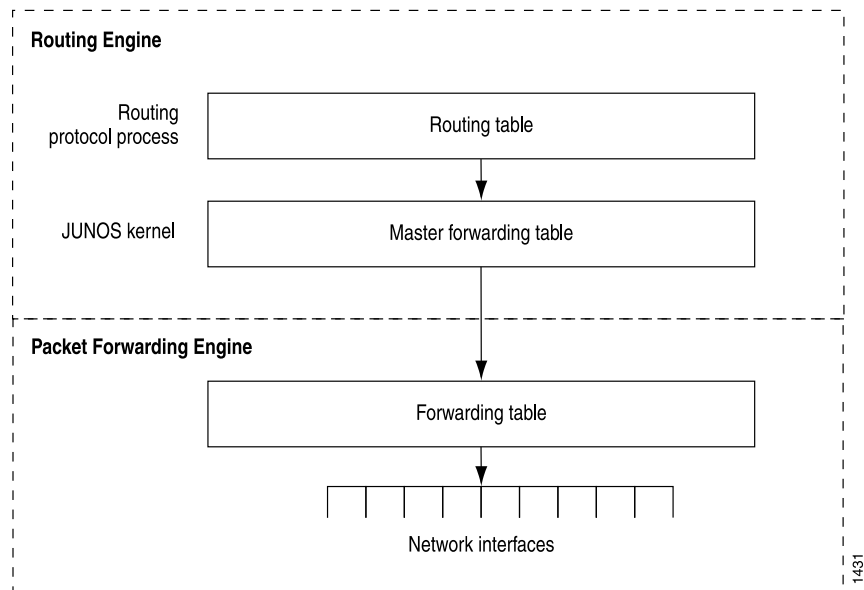 Routing Engine
Routing
protocol process
Routing table
JUNOS kernel
Master forwarding table
Packet Forwarding Engine
Forwarding table
Network interfaces
1431